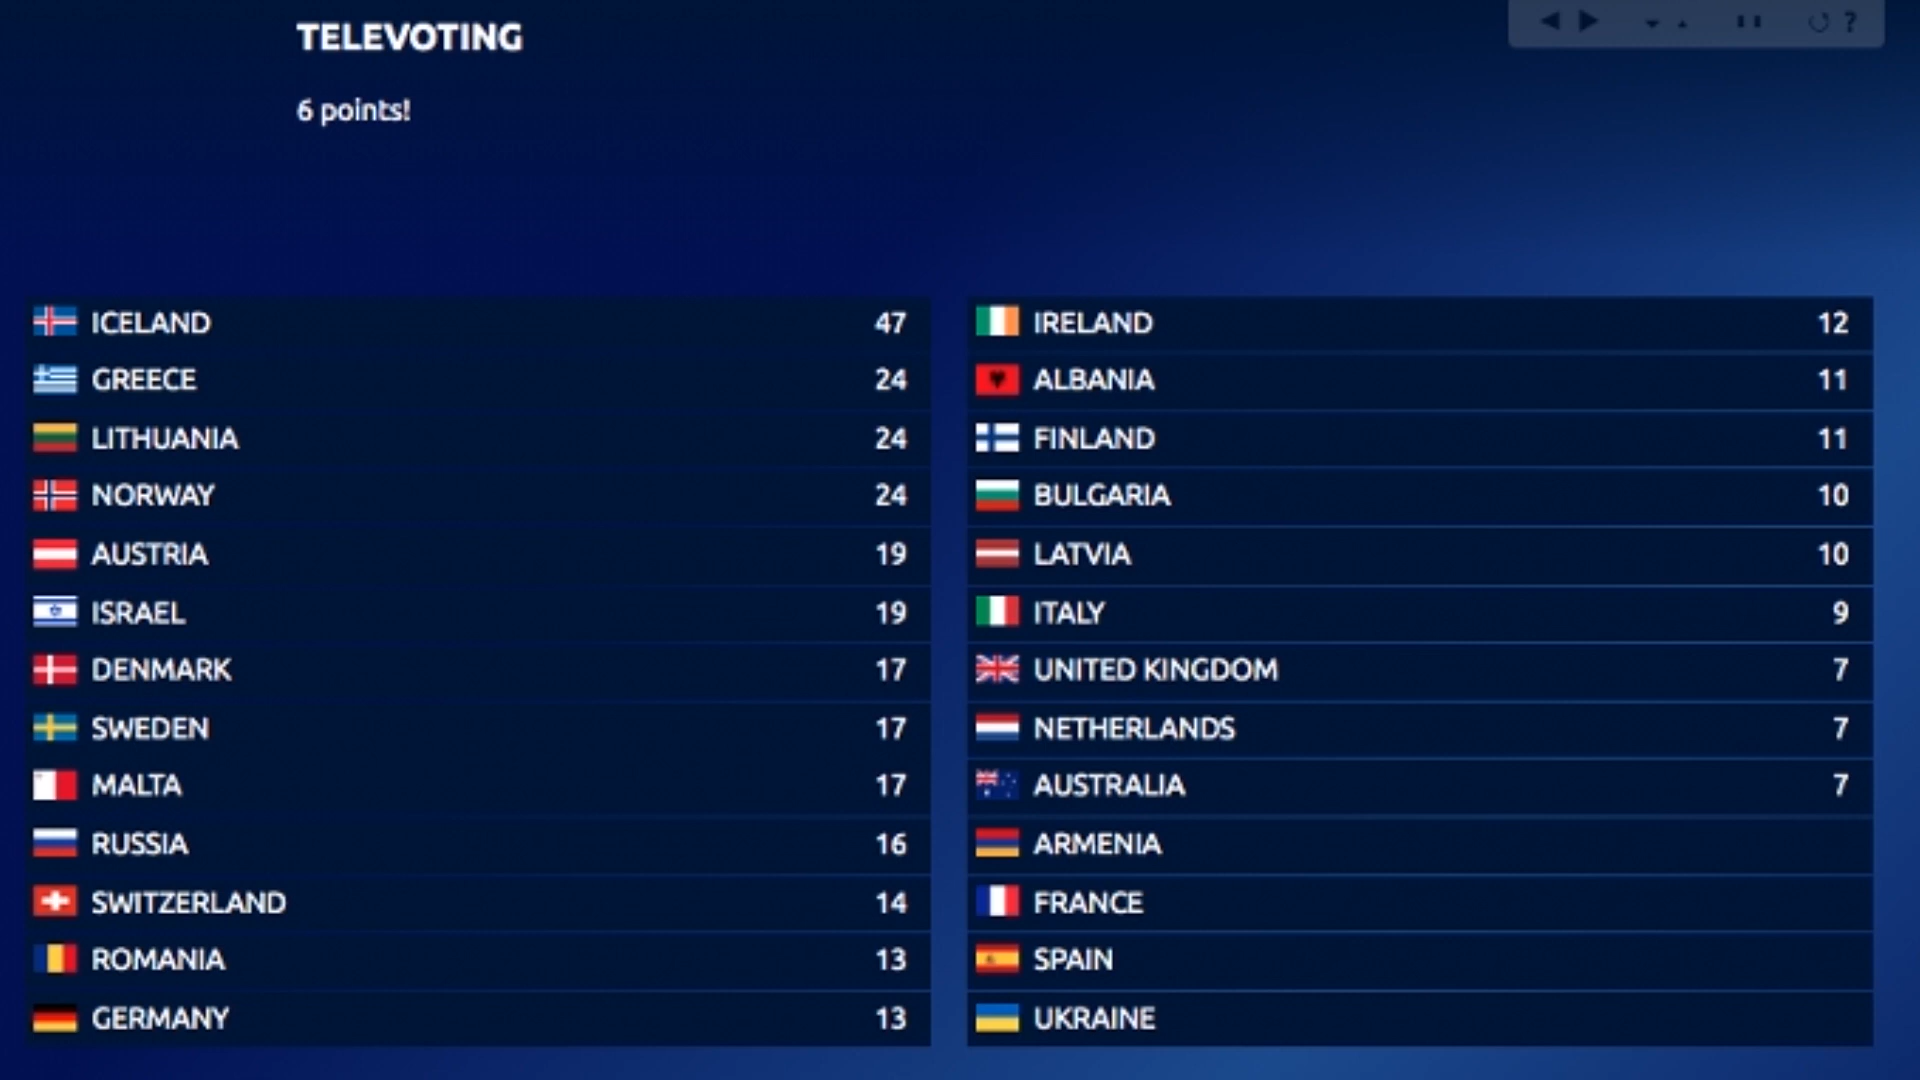 TELEVOTING
6 points!
?
ICELAND 47
GREECE 24
LITHUANIA 24
NORWAY 24
AUSTRIA 19
ISRAEL 19
DENMARK 17
SWEDEN 17
MALTA 17
RUSSIA 16
SWITZERLAND 14
ROMANIA 13
GERMANY 13
IRELAND 12
ALBANIA 11
FINLAND 11
BULGARIA 10
LATVIA 10
ITALY 9
UNITED KINGDOM 7
NETHERLANDS 7
AUSTRALIA 7
ARMENIA
FRANCE
SPAIN
UKRAINE